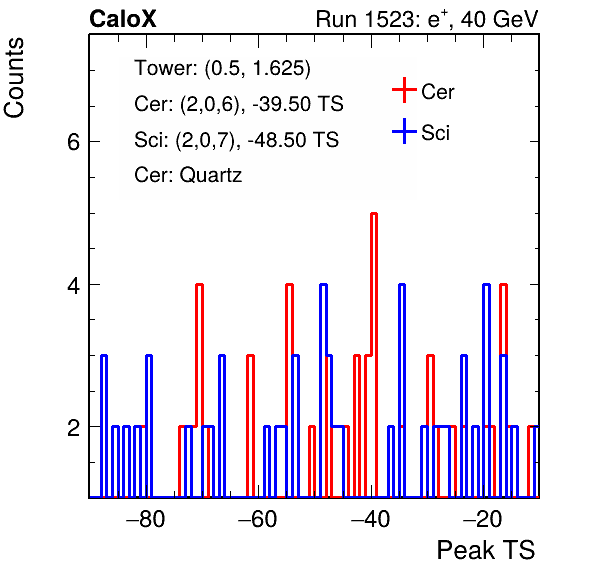 CaloX
Run 1523: e+, 40 GeV
Counts
Tower: (0.5, 1.625)
Cer: (2,0,6), -39.50 TS
Sci: (2,0,7), -48.50 TS
Cer: Quartz
Cer
Sci
6
4
2
−80 −60 −40 −20
Peak TS